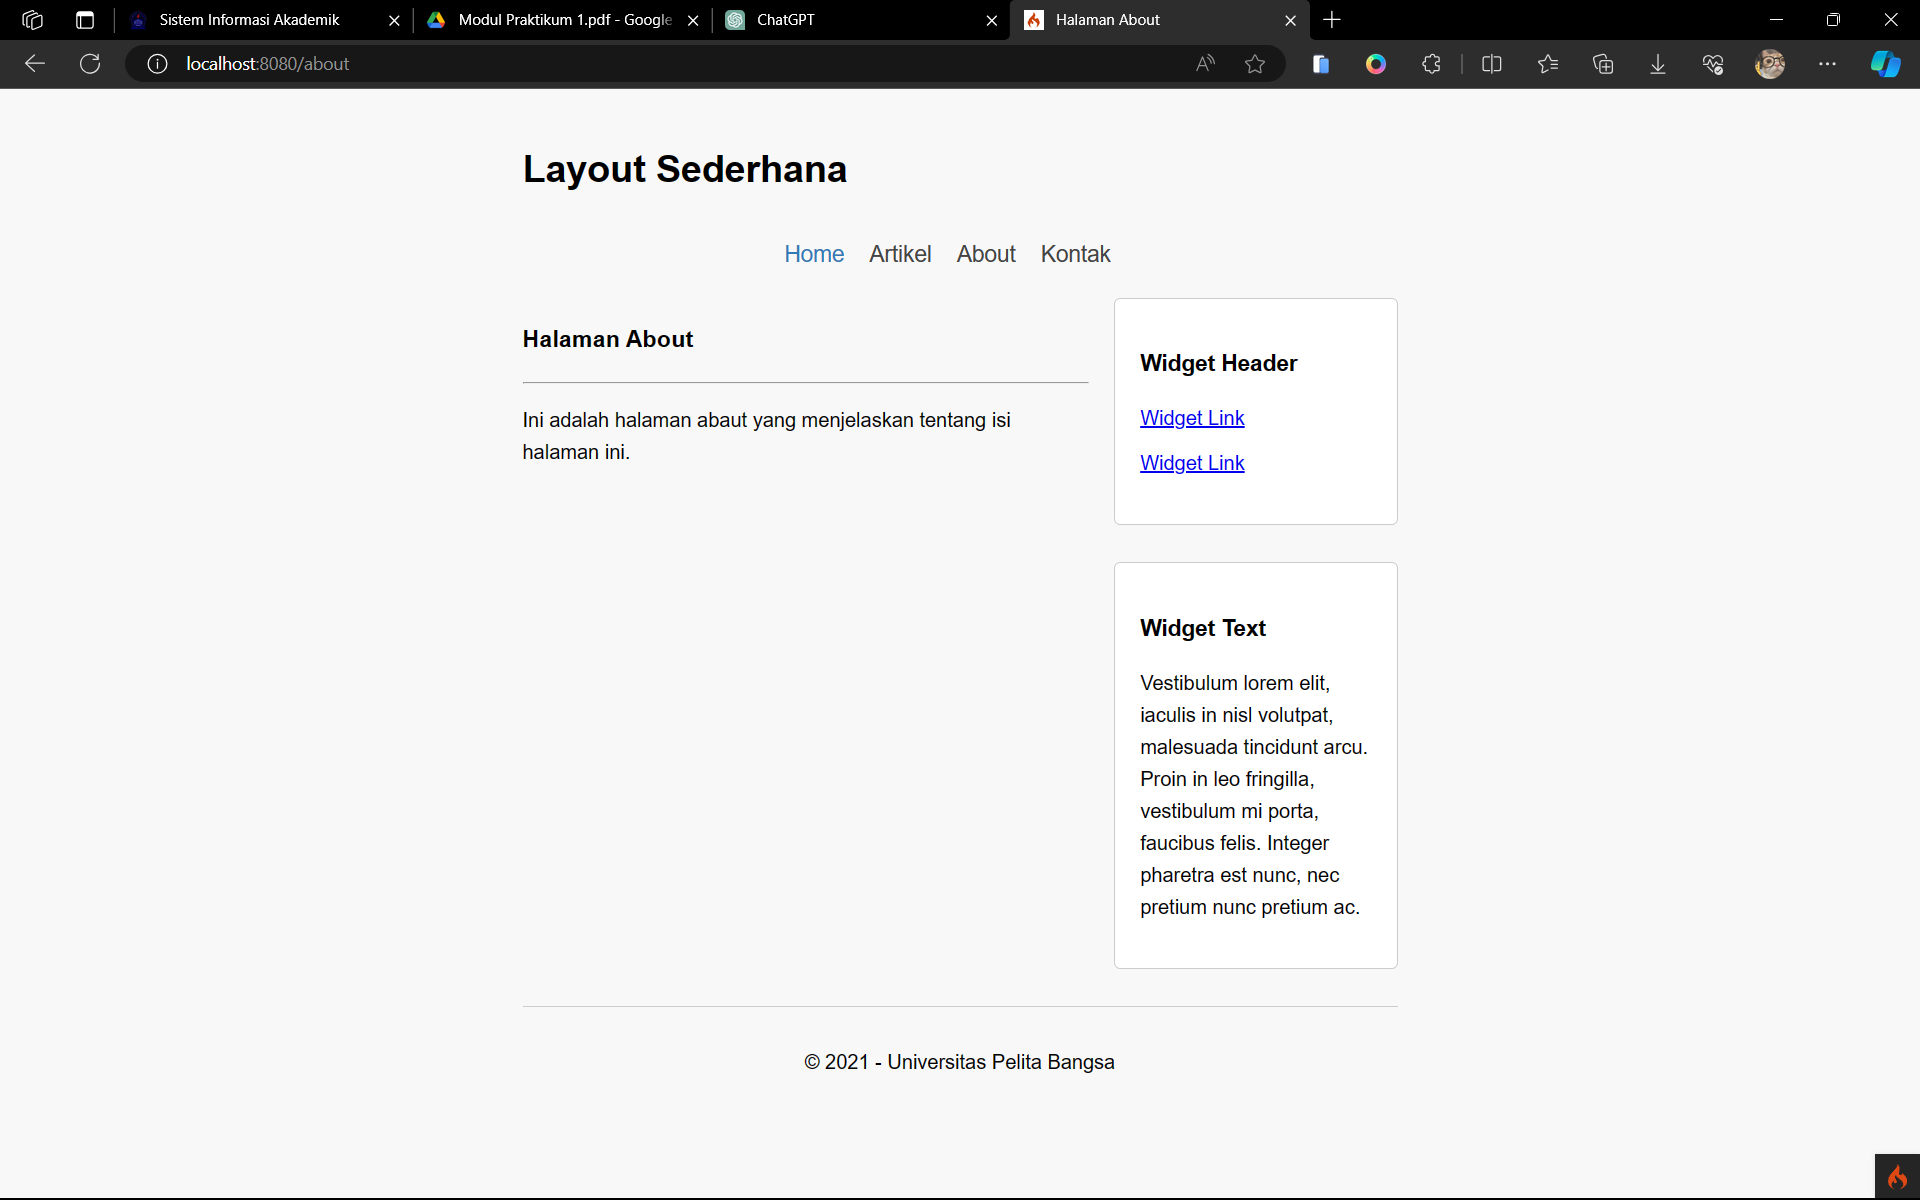 Sistem Informasi Akademik
Modul Praktikum 1.pdf - Google
ChatGPT
Halaman About
localhost:8080/about
Layout Sederhana
Home Artikel About Kontak
Halaman About
Ini adalah halaman abaut yang menjelaskan tentang isi
halaman ini.
Widget Header
Widget Link
Widget Link
Widget Text
Vestibulum lorem elit,
iaculis in nisl volutpat,
malesuada tincidunt arcu.
Proin in leo fringilla,
vestibulum mi porta,
faucibus felis. Integer
pharetra est nunc, nec
pretium nunc pretium ac.
© 2021 - Universitas Pelita Bangsa